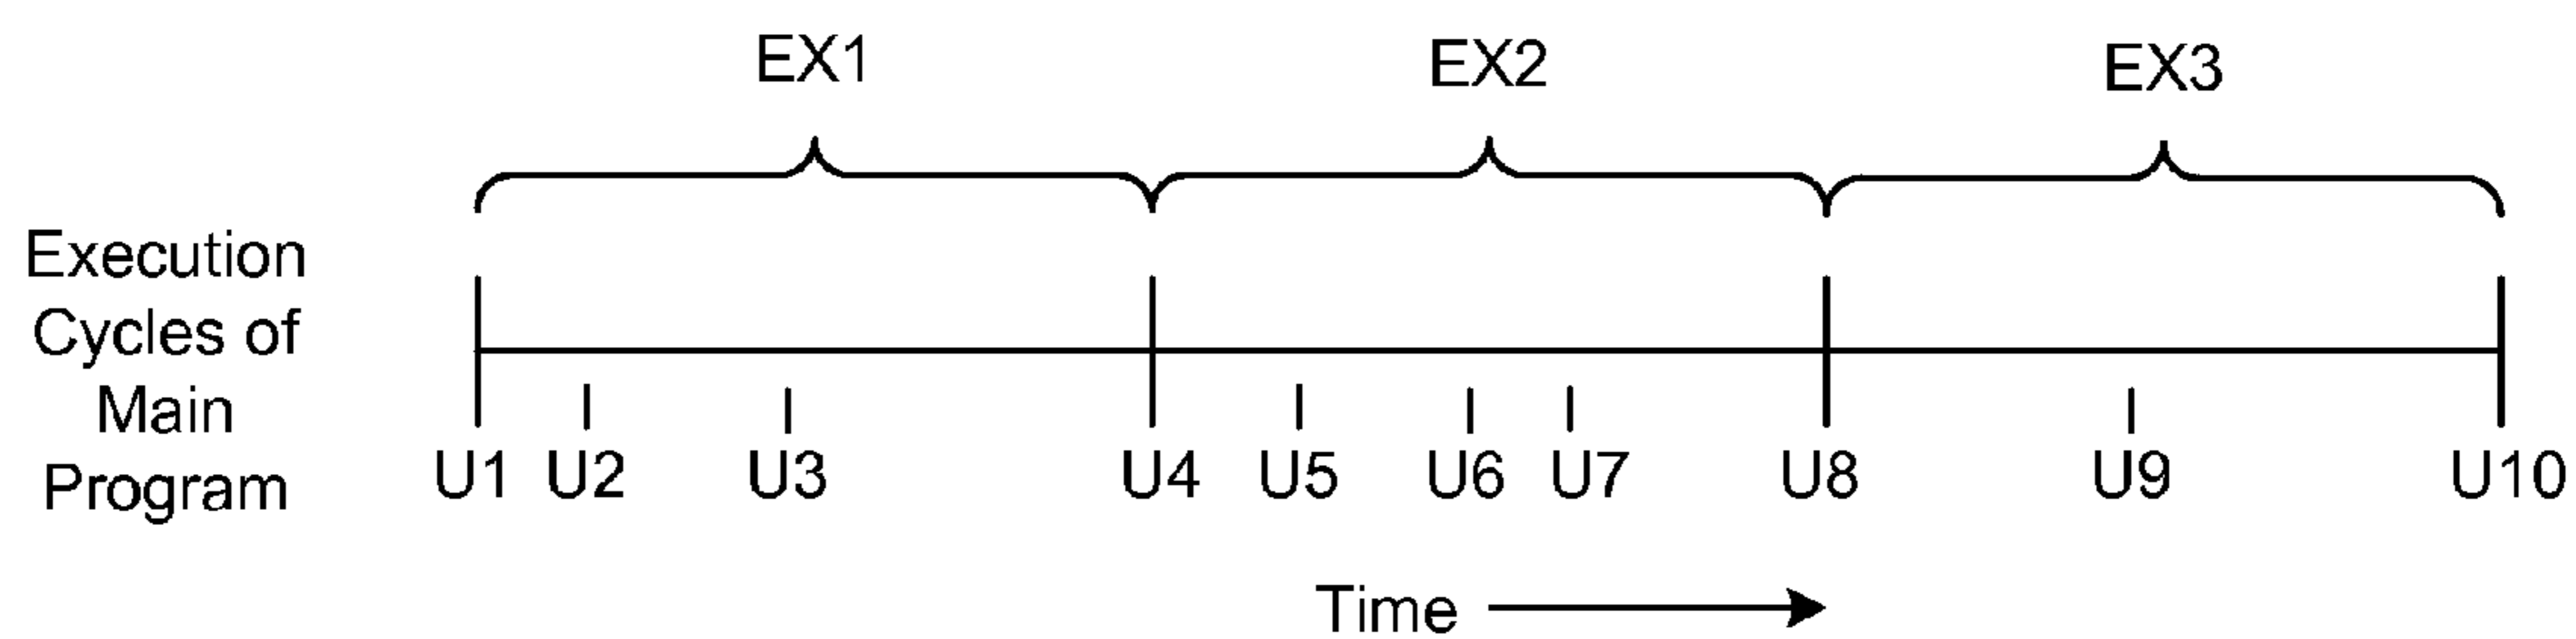 EX1 EX2 EX3
Execution
Cycles of
Main
Program
U1 U2 U3 U4 U5 U6 U7 U8 U9 U10
Time